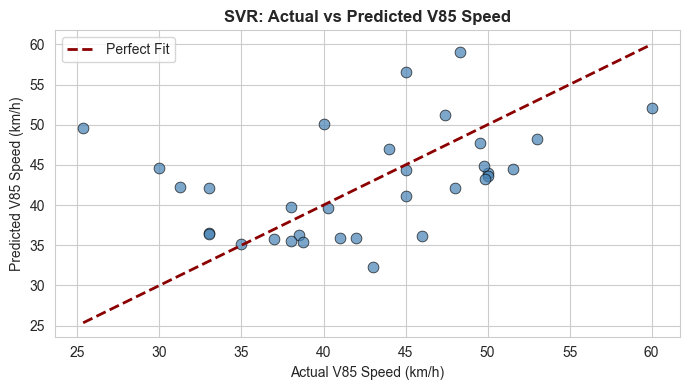 SVR: Actual vs Predicted V85 Speed
Perfect Fit
Predicted V85 Speed (km/h)
60
55
50
45
40
35
30
25
25 30 35 40 45 50 55 60
Actual V85 Speed (km/h)